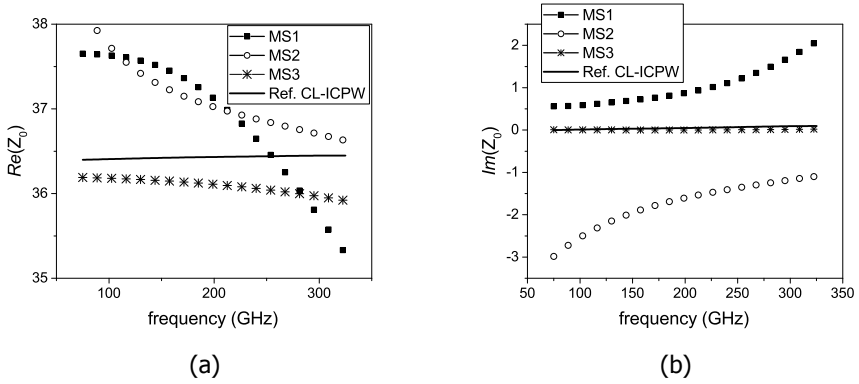 38
37
36
35
Re(Z0)
MS1
MS2
MS3
Ref. CL-ICPW
100 200 300
frequency (GHz)
(a)
MS1
MS2
MS3
Ref. CL-ICPW
2
1
0
-1
-2
-3
Im(Z0)
50 100 150 200 250 300 350
frequency (GHz)
(b)